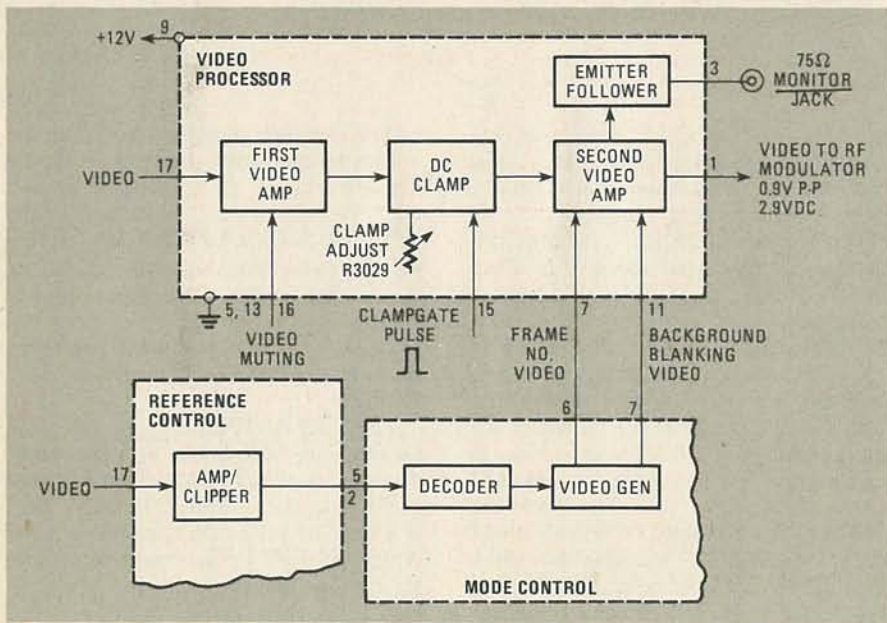 +12V
9
VIDEO
PROCESSOR
EMITTER
FOLLOWER
3
75Ω
MONITOR
JACK
VIDEO
17
FIRST
VIDEO
AMP
DC
CLAMP
SECOND
VIDEO
AMP
1
VIDEO TO RF
MODULATOR
0.9V P-P
2.9VDC
CLAMP
ADJUST
R3029
5, 13
16
15
7
11
VIDEO
MUTING
CLAMPGATE
PULSE
FRAME
NO.
VIDEO
BACKGROUND
BLANKING
VIDEO
REFERENCE
CONTROL
6
7
VIDEO
17
AMP/
CLIPPER
5
2
DECODER
VIDEO GEN
MODE CONTROL